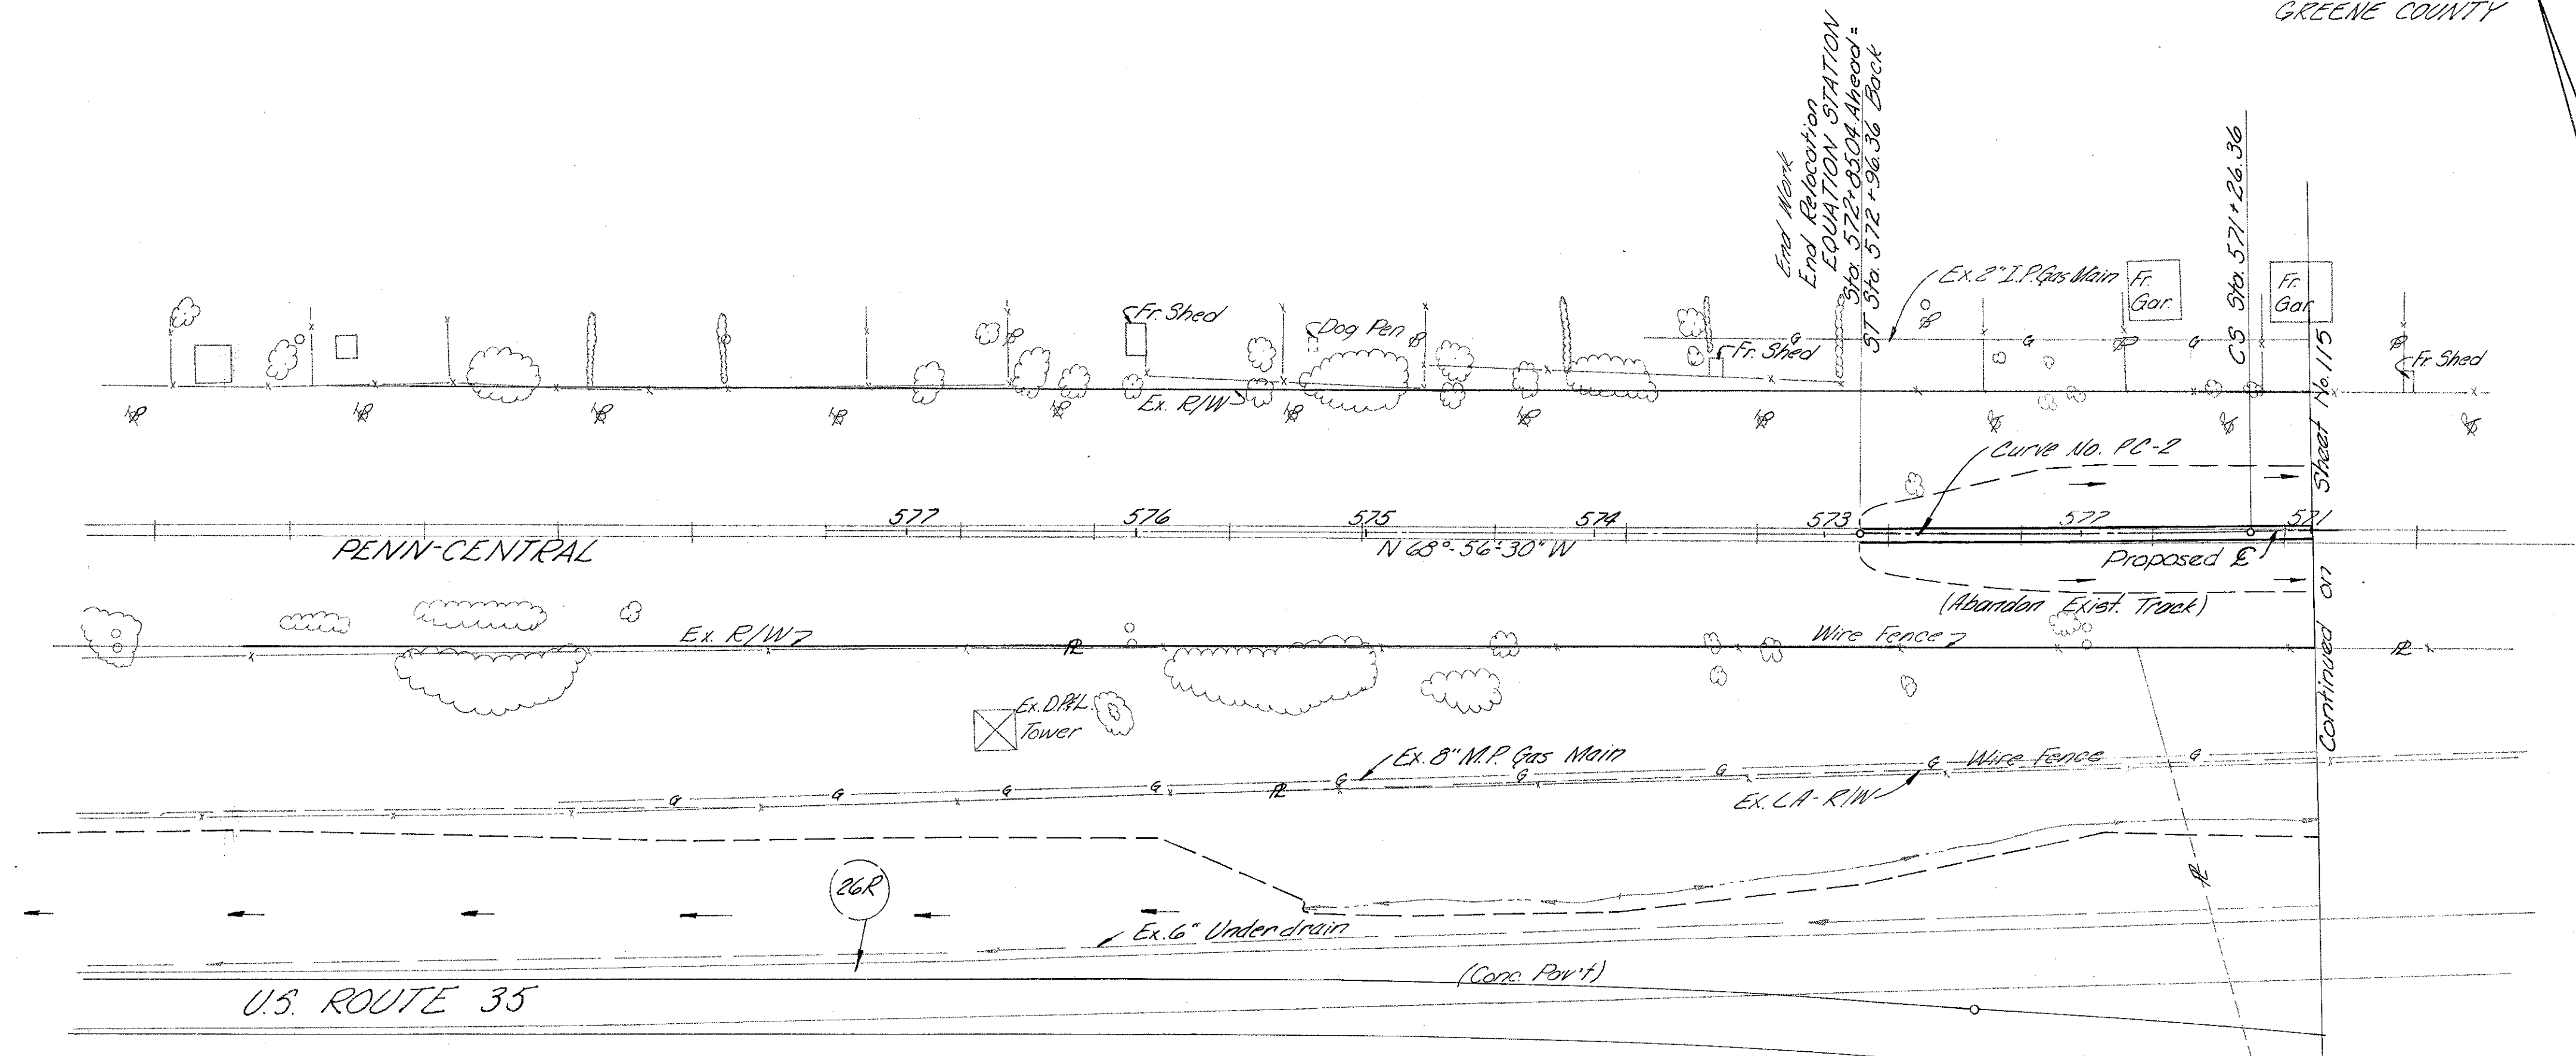 GREENE COUNTY
End Work
End Relocation
EQUATION STATION
Sta. 572+85.04 Ahead =
ST Sta. 572+96.36 Back
CS Sta. 571+26.36
Ex. 2" I.P. Gas Main
Fr.
Gar.
Fr.
Gar.
Fr. Shed
Dog Pen
Fr. Shed
Fr. Shed
Ex. R/W
Sheet No. 115
Curve No. PC-2
577
576
575
574
573
572
571
PENN-CENTRAL
N 68°-56'-30" W
Proposed ℄
(Abandon Exist. Track)
Ex. R/W
Wire Fence
Continued on
Ex. D.P.&L.
Tower
Ex. 8" M.P. Gas Main
Wire Fence
G G G G G G G G G
Ex. LA-R/W
26R
Ex. 6" Underdrain
(Conc. Pav't)
U.S. ROUTE 35